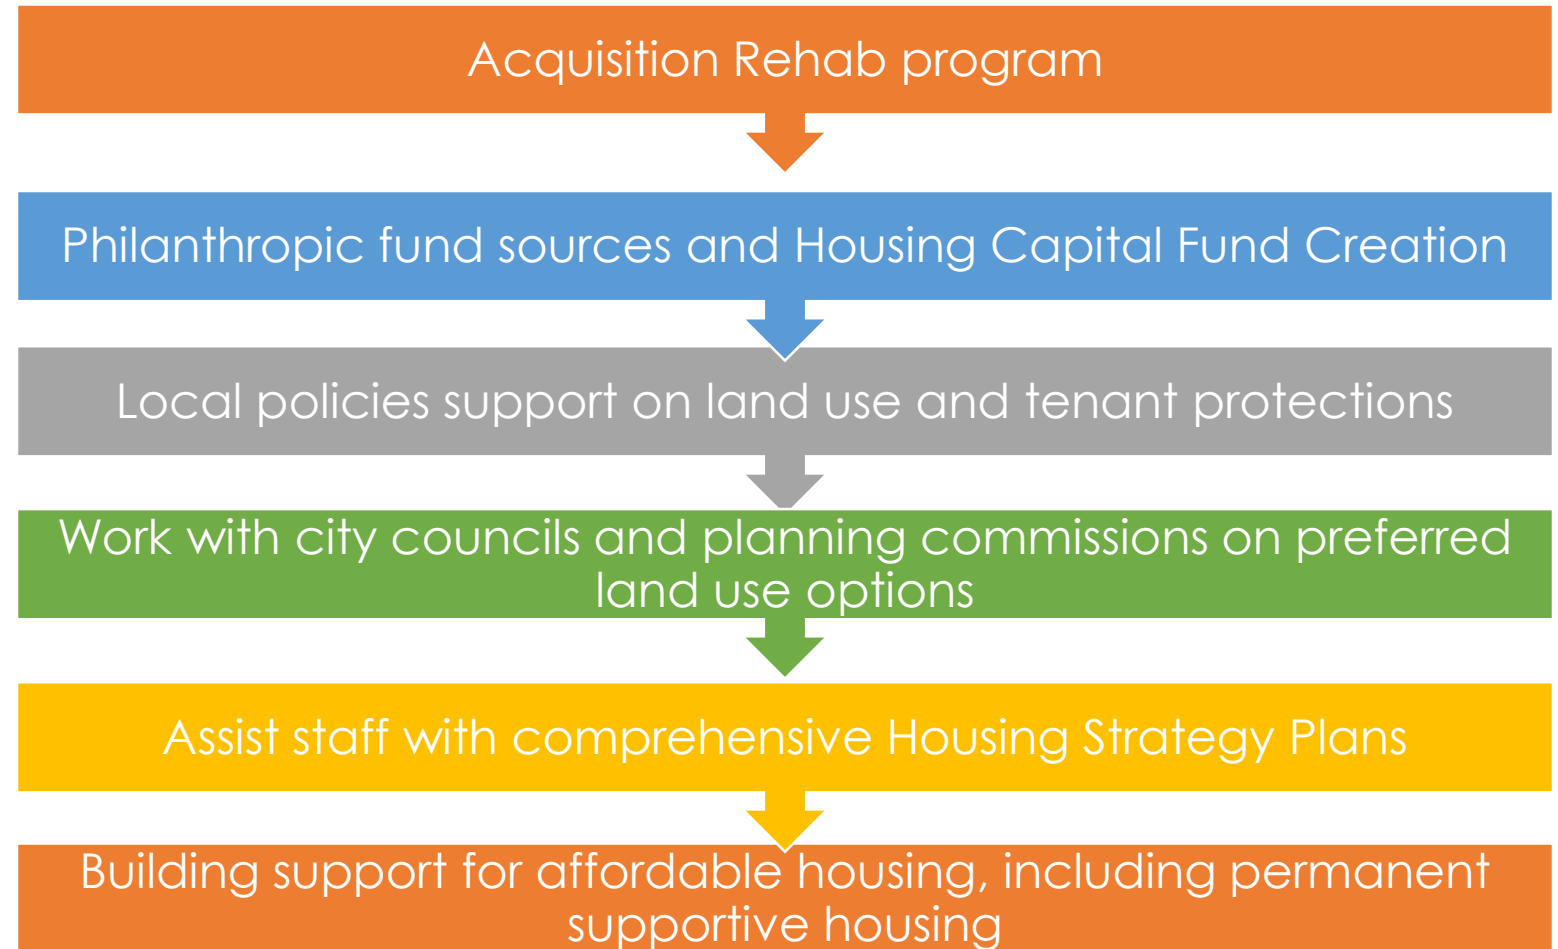 Acquisition Rehab program
Philanthropic fund sources and Housing Capital Fund Creation
Local policies support on land use and tenant protections
Work with city councils and planning commissions on preferred
land use options
Assist staff with comprehensive Housing Strategy Plans
Building support for affordable housing, including permanent
supportive housing